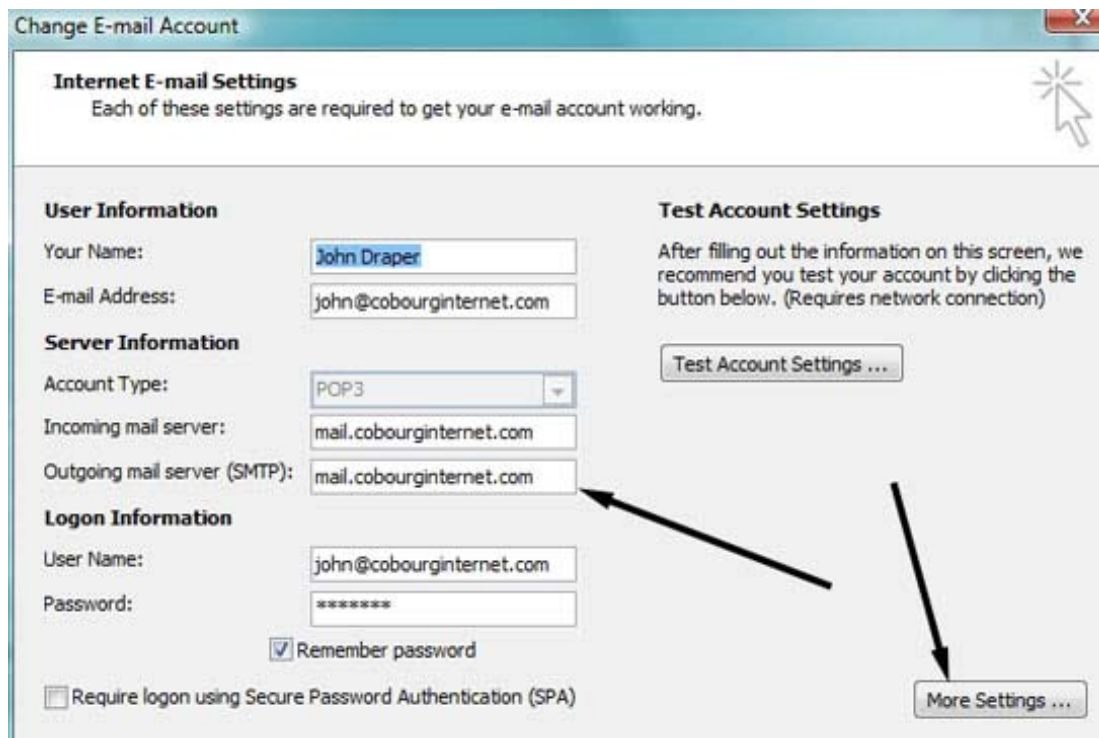 Change E-mail Account
X
Internet E-mail Settings
Each of these settings are required to get your e-mail account working.
User Information
Your Name: John Draper
E-mail Address: john@cobourginternet.com
Server Information
Account Type: POP3
Incoming mail server: mail.cobourginternet.com
Outgoing mail server (SMTP): mail.cobourginternet.com
Logon Information
User Name: john@cobourginternet.com
Password: *******
Remember password
Require logon using Secure Password Authentication (SPA)
Test Account Settings
After filling out the information on this screen, we
recommend you test your account by clicking the
button below. (Requires network connection)
Test Account Settings ...
More Settings ...